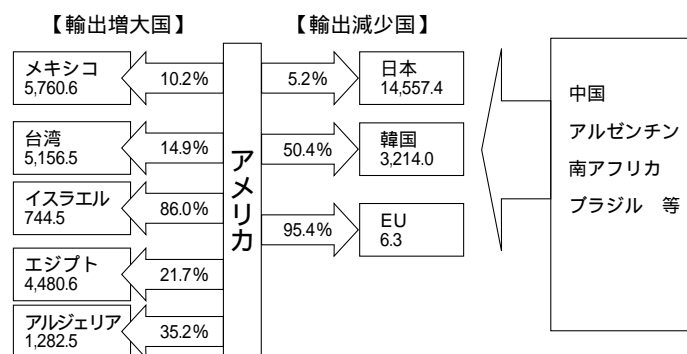 【輸出増大国】
【輸出減少国】
メキシコ
5,760.6
10.2%
台湾
5,156.5
14.9%
イスラエル
744.5
86.0%
エジプト
4,480.6
21.7%
アルジェリア
1,282.5
35.2%
アメリカ
5.2%
日本
14,557.4
50.4%
韓国
3,214.0
95.4%
EU
6.3
中国
アルゼンチン
南アフリカ
ブラジル 等